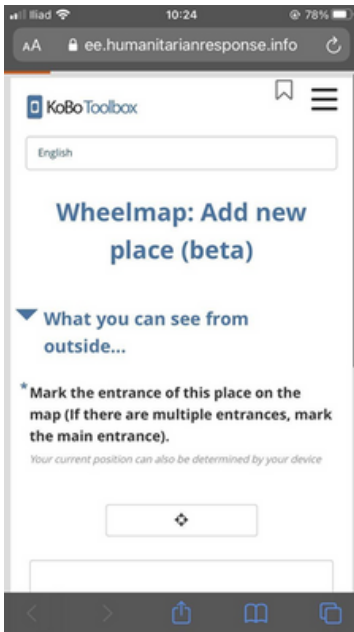 Iliad 10:24 78%
AA ee.humanitarianresponse.info
KoBoToolbox
English
Wheelmap: Add new
place (beta)
What you can see from
outside...
*Mark the entrance of this place on the
map (If there are multiple entrances, mark
the main entrance).
Your current position can also be determined by your device